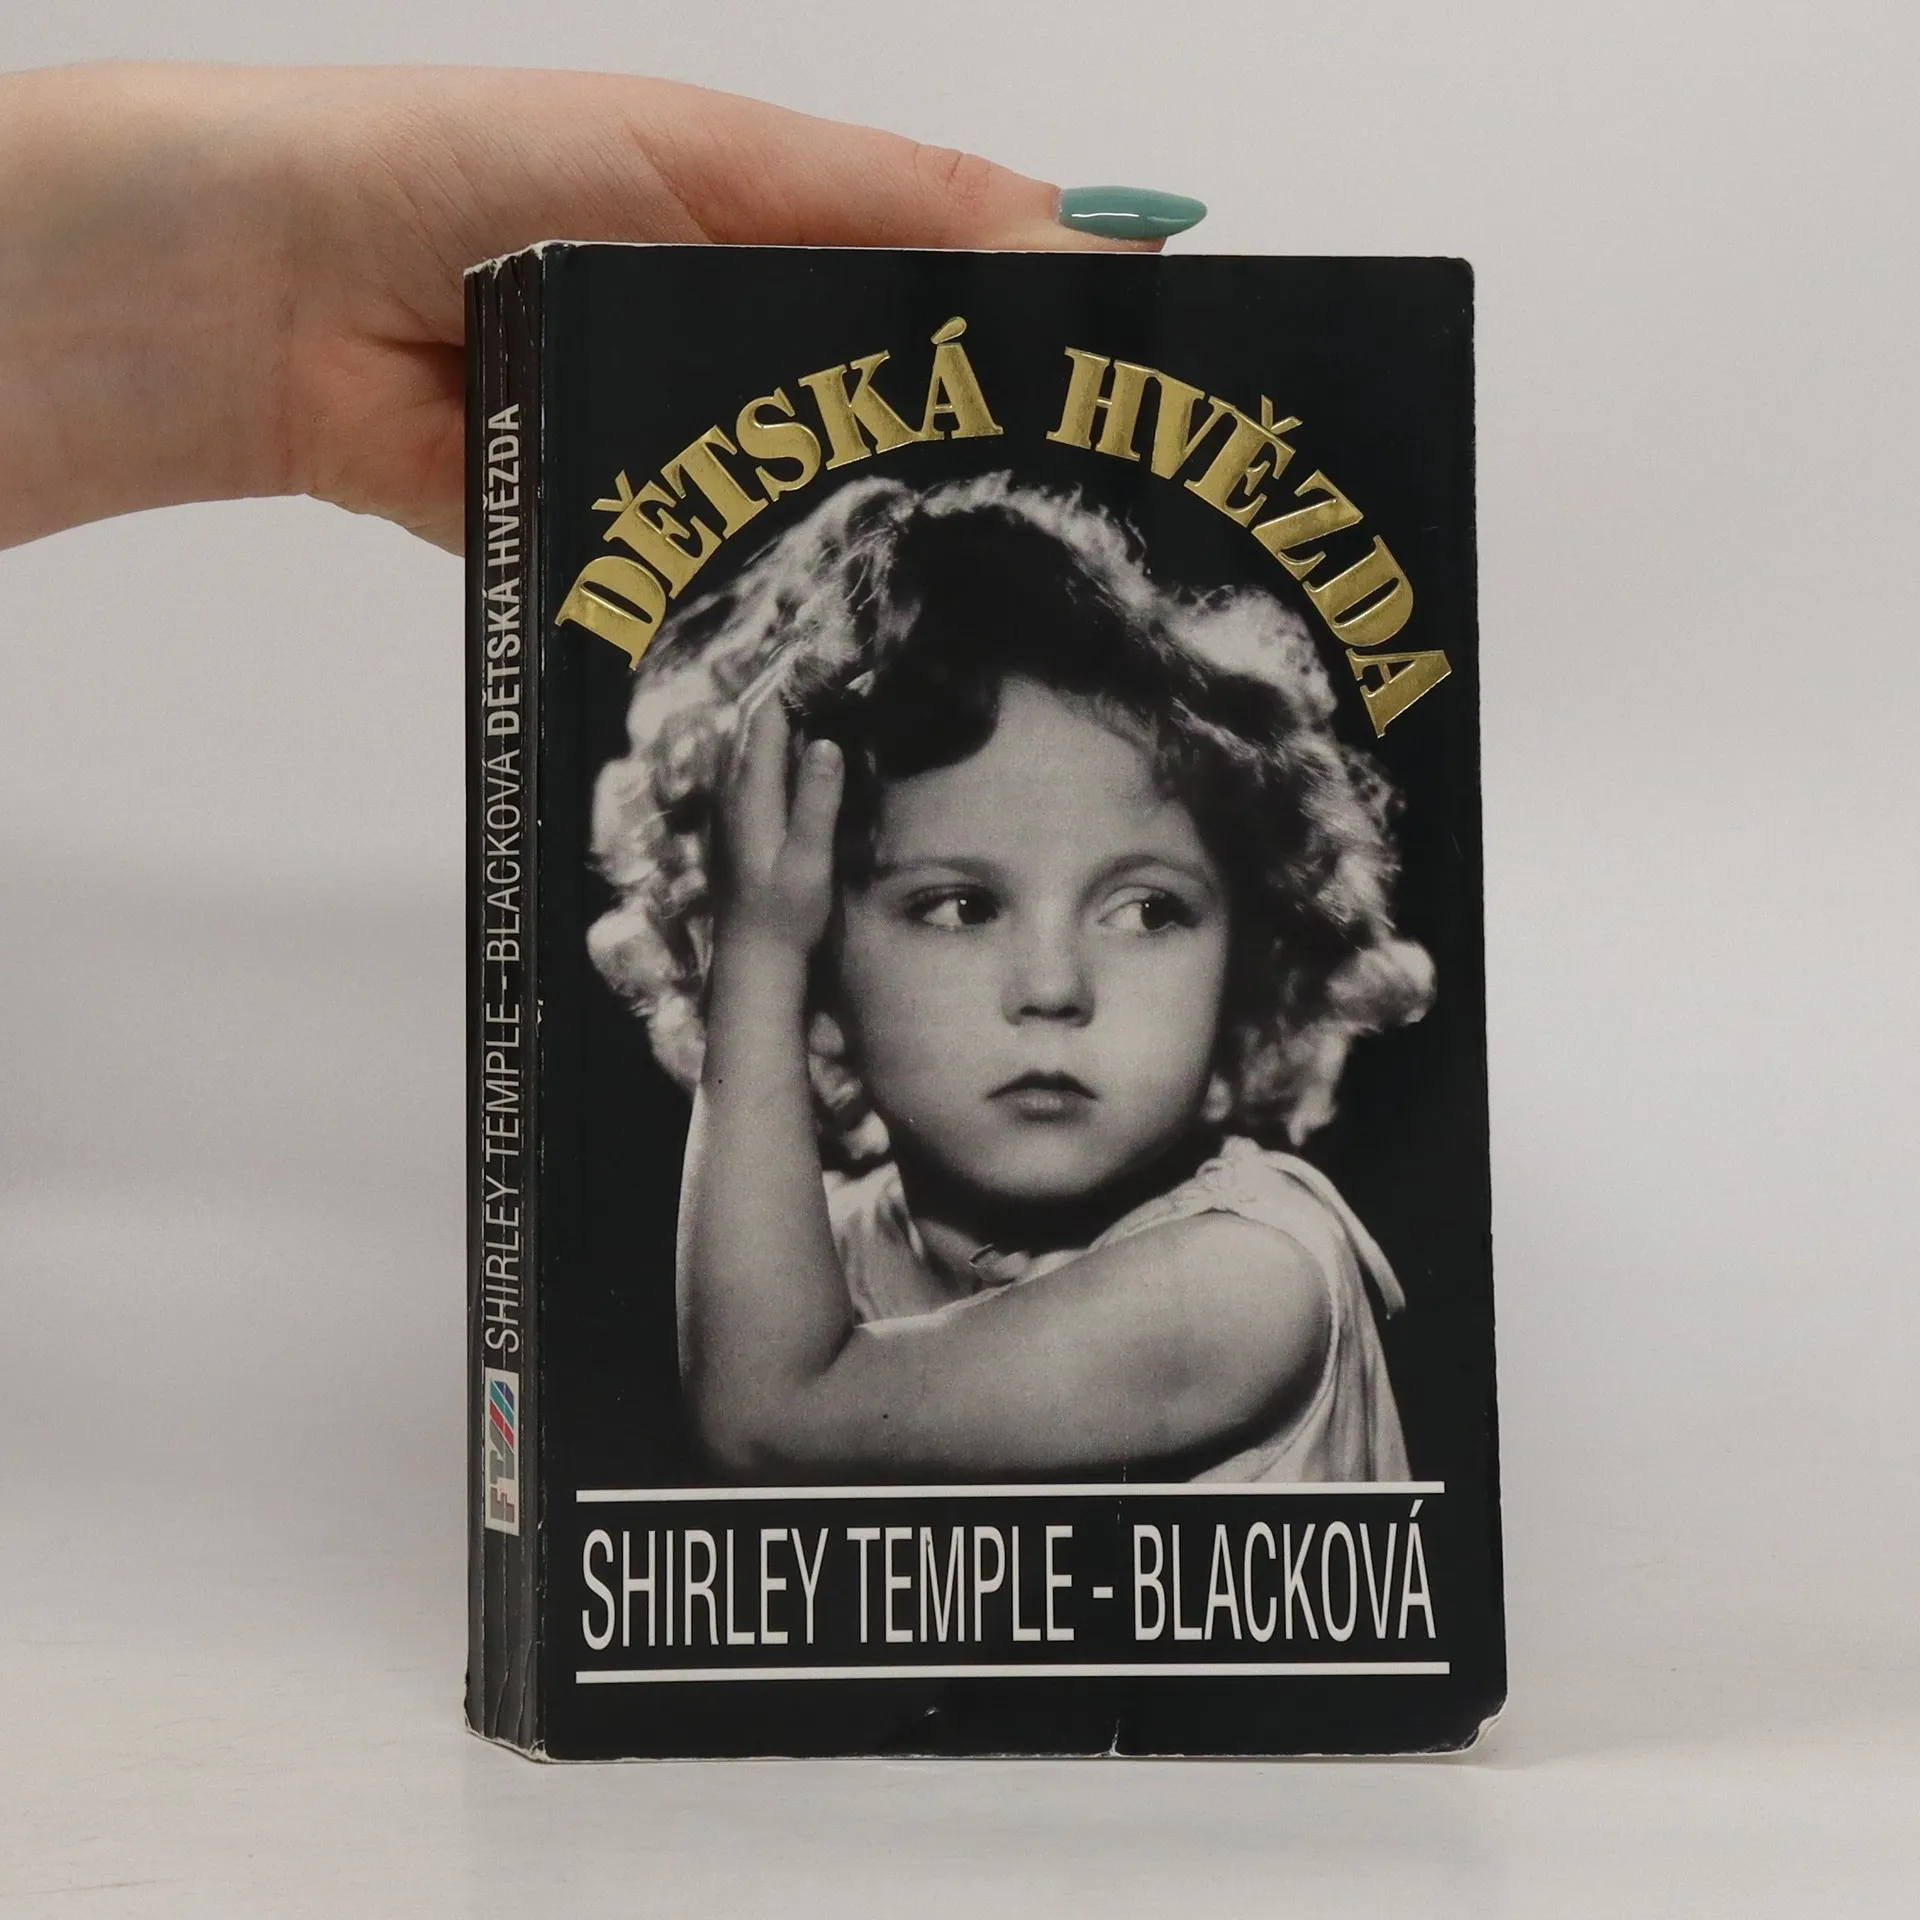 DĚTSKÁ HVĚZDA
SHIRLEY TEMPLE - BLACKOVÁ
SHIRLEY TEMPLE - BLACKOVÁ DĚTSKÁ HVĚZDA